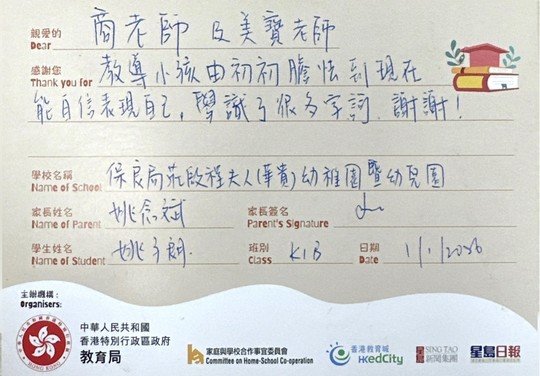 親愛的 商老師 及美寶老師
Dear
感謝您 教導小孩由初初膽怯到現在
Thank you for
能自信表現自己，學識了很多字詞，謝謝！
學校名稱 保良局莊啟程夫人(華貴)幼稚園暨幼兒園
Name of School
家長姓名 姚念斌 家長簽名
Name of Parent Parent's Signature
學生姓名 姚子朗 班別 K1B 日期 1/1/2026
Name of Student Class Date
主辦機構：
Organisers:
中華人民共和國
香港特別行政區政府
教育局
HONG KONG
家庭與學校合作事宜委員會
Committee on Home-School Co-operation
香港教育城
HKedCity
SING TAO
新聞集團
星島日報